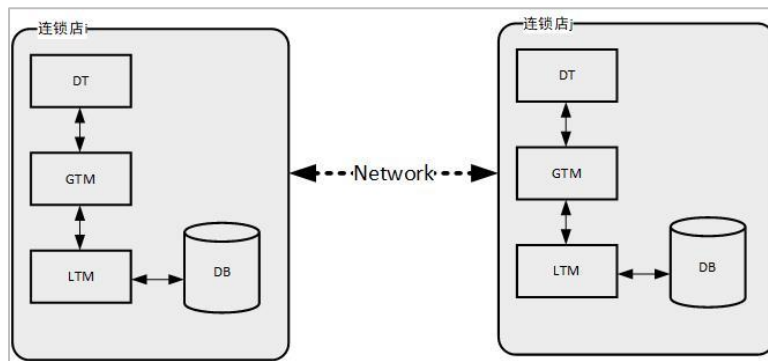 连锁店i
DT
GTM
LTM
DB
Network
连锁店j
DT
GTM
LTM
DB